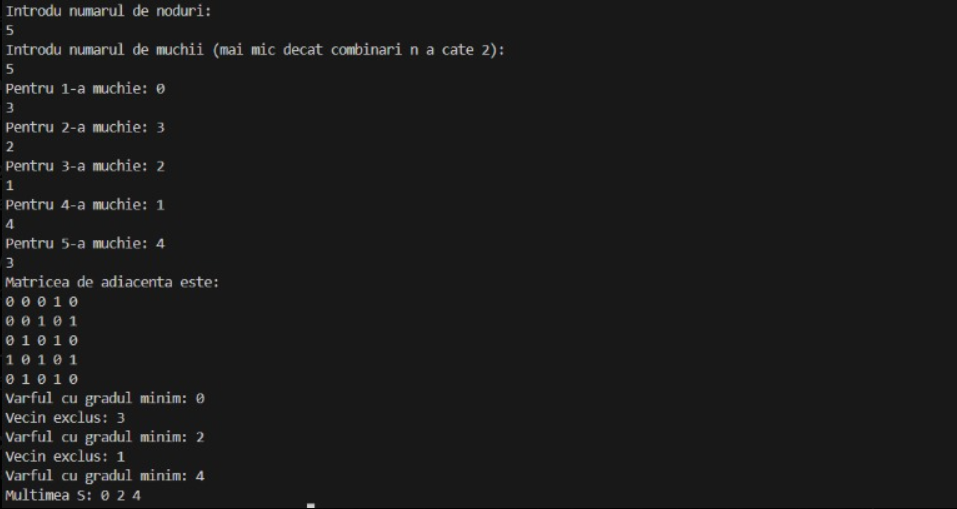 Introdu numarul de noduri:
5
Introdu numarul de muchii (mai mic decat combinari n a cate 2):
5
Pentru 1-a muchie: 0
3
Pentru 2-a muchie: 3
2
Pentru 3-a muchie: 2
1
Pentru 4-a muchie: 1
4
Pentru 5-a muchie: 4
3
Matricea de adiacenta este:
0 0 0 1 0
0 0 1 0 1
0 1 0 1 0
1 0 1 0 1
0 1 0 1 0
Varful cu gradul minim: 0
Vecin exclus: 3
Varful cu gradul minim: 2
Vecin exclus: 1
Varful cu gradul minim: 4
Multimea S: 0 2 4